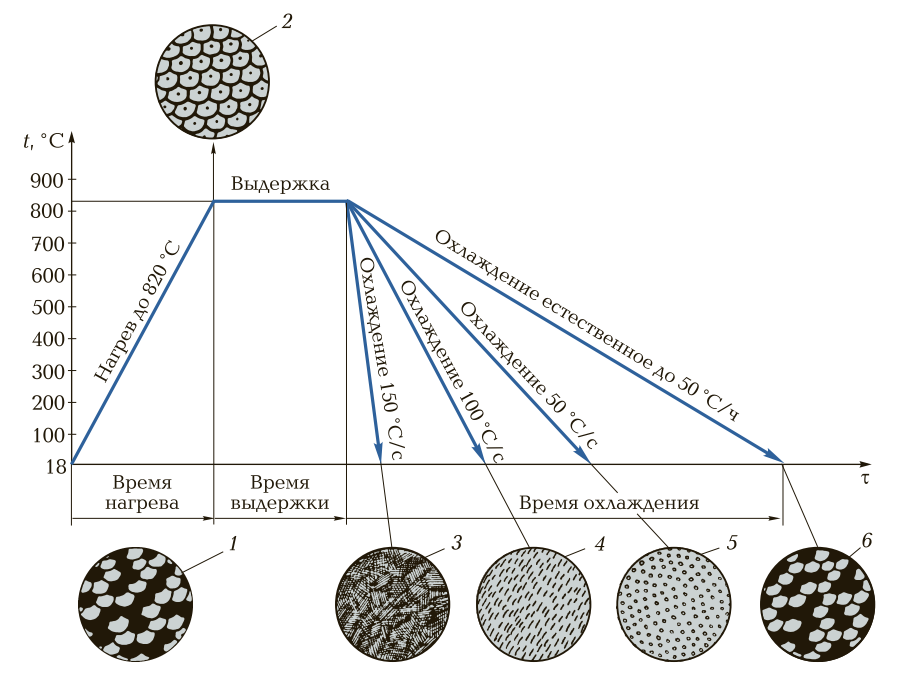 2
t, °C
900
Выдержка
800
700
600
500
400
300
200
100
18
Нагрев до 820 °C
Охлаждение 150 °C/с
Охлаждение 100 °C/с
Охлаждение 50 °C/с
Охлаждение естественное до 50 °C/ч
τ
Время
нагрева
Время
выдержки
Время охлаждения
1
3
4
5
6